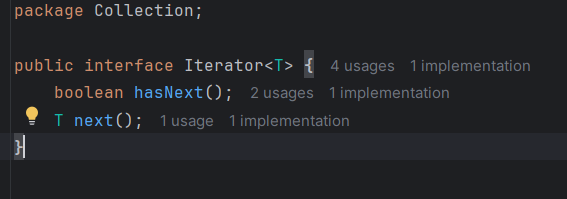 package Collection;
public interface Iterator<T> { 4 usages 1 implementation
boolean hasNext(); 2 usages 1 implementation
T next(); 1 usage 1 implementation
}